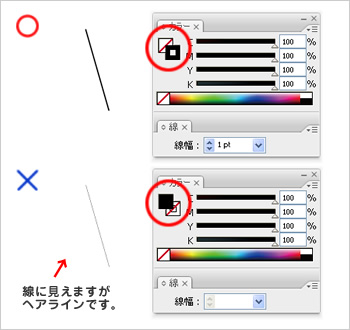 カラー ×
C 100 %
M 100 %
Y 100 %
K 100 %
線 ×
線幅 : 1 pt
カラー ×
C 100 %
M 100 %
Y 100 %
K 100 %
線 ×
線幅 :
線に見えますが
ヘアラインです。